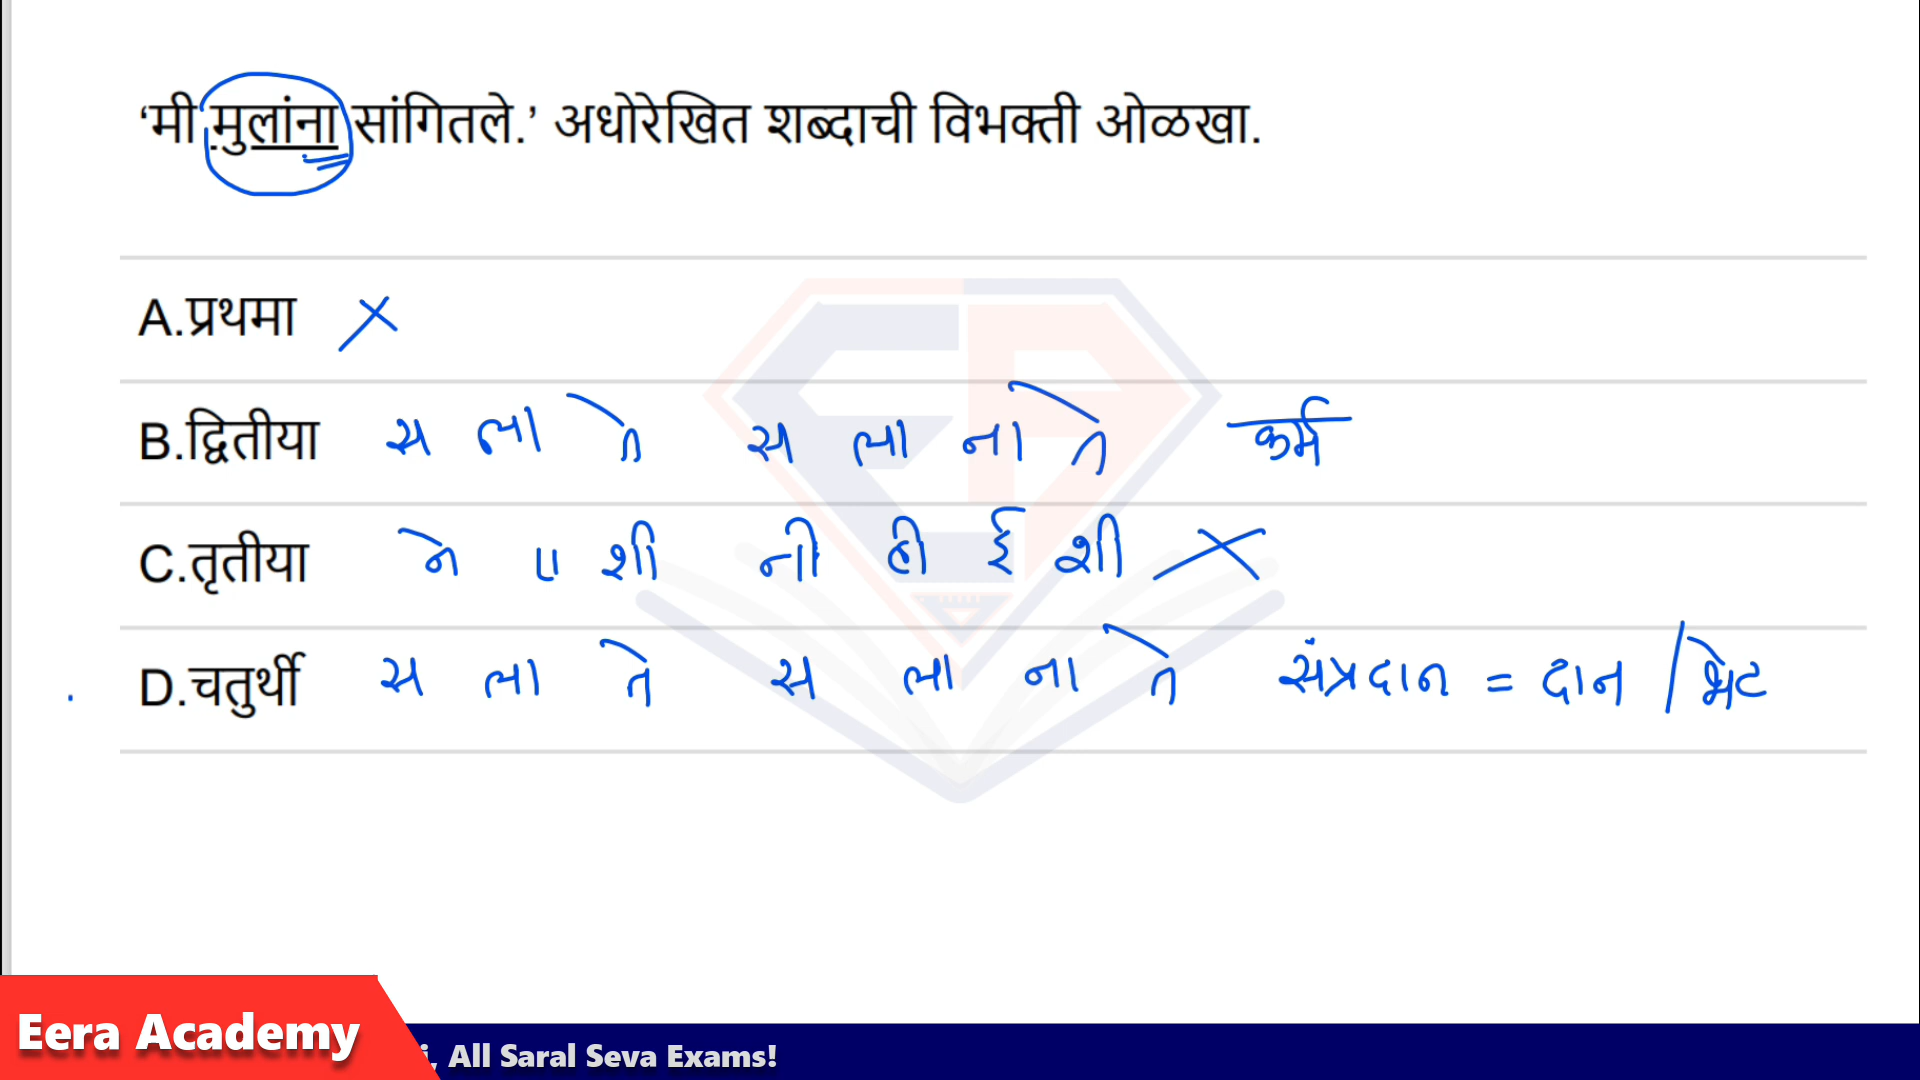 ‘मी मुलांना सांगितले.’ अधोरेखित शब्दाची विभक्ती ओळखा.
A.प्रथमा
B.द्वितीया स ला ते स ला ना ते कर्म
C.तृतीया ने ए शी नी ही ई शी
D.चतुर्थी स ला ते स ला ना ते संप्रदान = दान / भेट
Eera Academy
, All Saral Seva Exams!